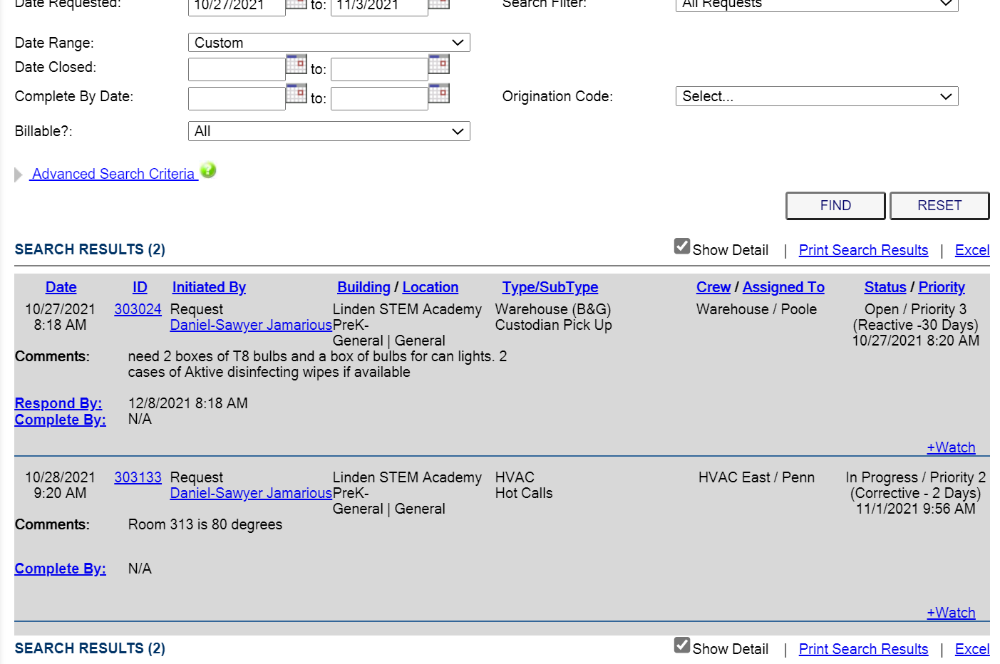 Date Requested: 10/27/2021 to: 11/3/2021 Search Filter: All Requests
Date Range: Custom
Date Closed: to:
Complete By Date: to: Origination Code: Select...
Billable?: All
Advanced Search Criteria ?
FIND RESET
SEARCH RESULTS (2) Show Detail | Print Search Results | Excel
Date ID Initiated By Building / Location Type/SubType Crew / Assigned To Status / Priority
10/27/2021 303024 Request Linden STEM Academy Warehouse (B&G) Warehouse / Poole Open / Priority 3
8:18 AM Daniel-Sawyer Jamarious PreK- Custodian Pick Up (Reactive -30 Days)
General | General 10/27/2021 8:20 AM
Comments: need 2 boxes of T8 bulbs and a box of bulbs for can lights. 2
cases of Aktive disinfecting wipes if available
Respond By: 12/8/2021 8:18 AM
Complete By: N/A
+Watch
10/28/2021 303133 Request Linden STEM Academy HVAC HVAC East / Penn In Progress / Priority 2
9:20 AM Daniel-Sawyer Jamarious PreK- Hot Calls (Corrective - 2 Days)
General | General 11/1/2021 9:56 AM
Comments: Room 313 is 80 degrees
Complete By: N/A
+Watch
SEARCH RESULTS (2) Show Detail | Print Search Results | Excel